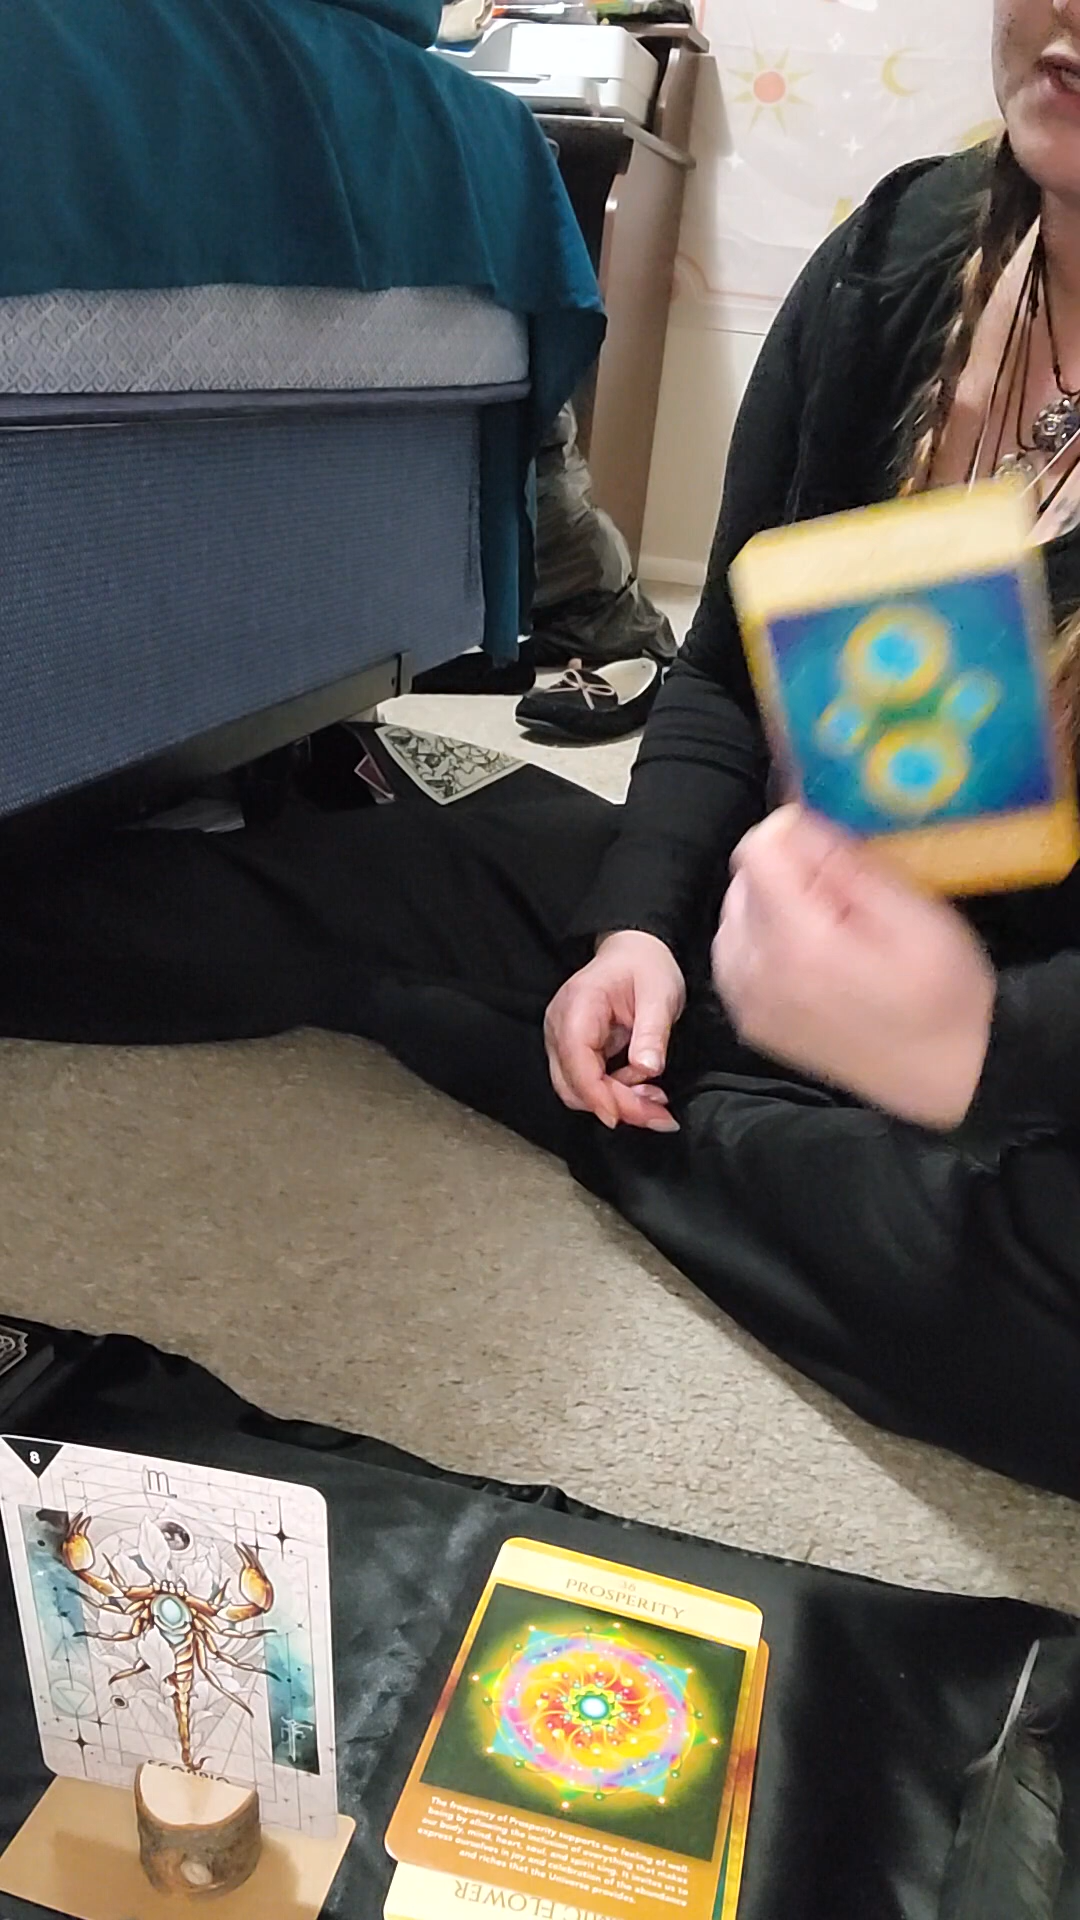 8
♏
SCORPIO
36
PROSPERITY
The frequency of Prosperity supports our feeling of well-
being by allowing the inclusion of everything that makes
our body, mind, heart, soul, and spirit sing. It invites us to
express ourselves in joy and celebration of the abundance
and riches that the Universe provides.
FLOWER